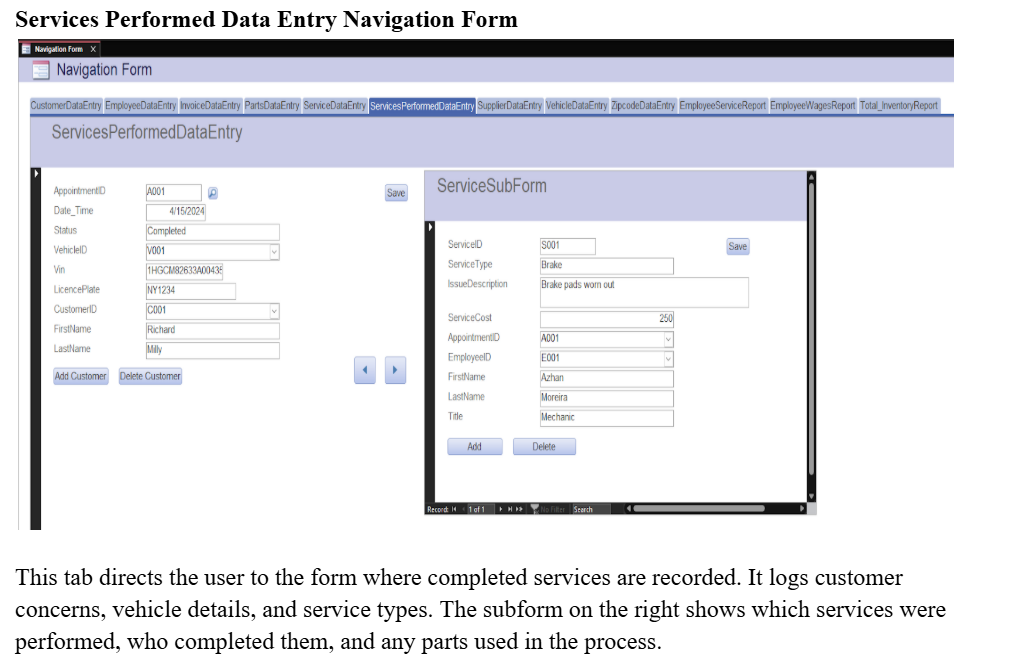 Services Performed Data Entry Navigation Form
Navigation Form X
Navigation Form
CustomerDataEntry EmployeeDataEntry InvoiceDataEntry PartsDataEntry ServiceDataEntry ServicesPerformedDataEntry SupplierDataEntry VehicleDataEntry ZipcodeDataEntry EmployeeServiceReport EmployeeWagesReport Total_InventoryReport
ServicesPerformedDataEntry
AppointmentID A001
Save
Date_Time 4/15/2024
Status Completed
VehicleID V001
Vin 1HGCM82633A00435
LicencePlate NY1234
CustomerID C001
FirstName Richard
LastName Milly
Add Customer Delete Customer
ServiceSubForm
ServiceID S001
Save
ServiceType Brake
IssueDescription Brake pads worn out
ServiceCost 250
AppointmentID A001
EmployeeID E001
FirstName Azhan
LastName Moreira
Title Mechanic
Add Delete
Record: 1 of 1 No Filter Search
This tab directs the user to the form where completed services are recorded. It logs customer
concerns, vehicle details, and service types. The subform on the right shows which services were
performed, who completed them, and any parts used in the process.